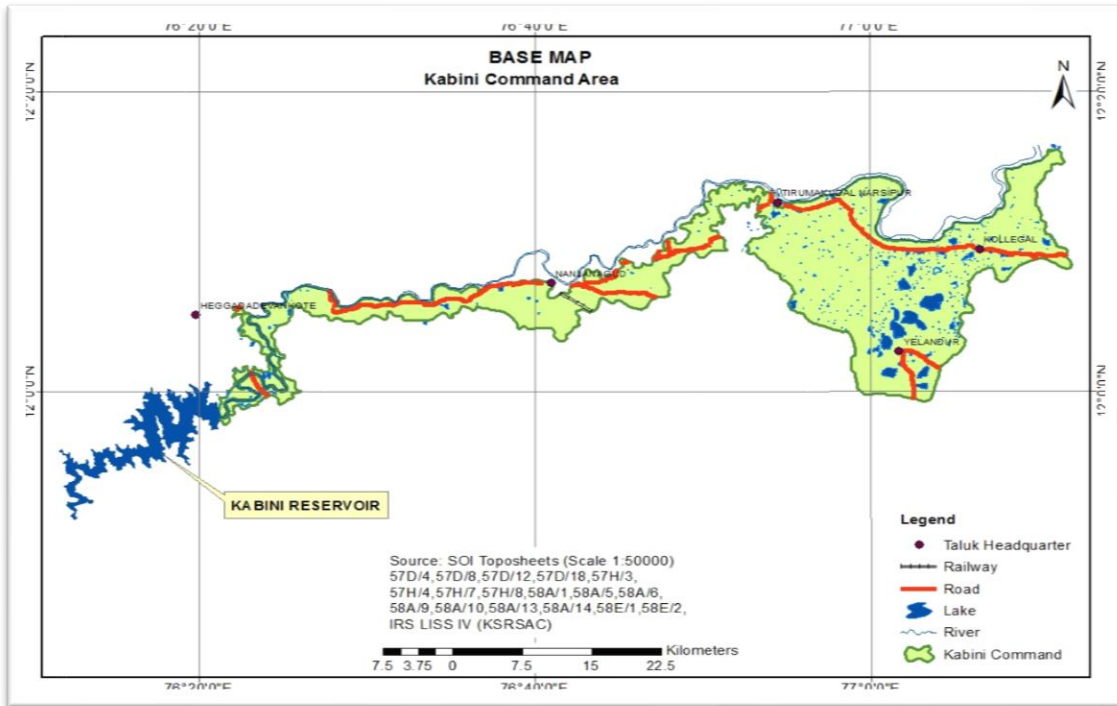 76°20'0"E 76°40'0"E 77°0'0"E
BASE MAP
Kabini Command Area
N
12°20'0"N 12°20'0"N
TIRUMAKUDAL NARSIPUR
KOLLEGAL
NANJANAGUD
HEGGARADEVANKOTE
YELANDUR
12°0'0"N 12°0'0"N
KABINI RESERVOIR
Legend
Taluk Headquarter
Railway
Road
Lake
River
Kabini Command
Source: SOI Toposheets (Scale 1:50000)
57D/4,57D/8,57D/12,57D/18,57H/3,
57H/4,57H/7,57H/8,58A/1,58A/5,58A/6,
58A/9,58A/10,58A/13,58A/14,58E/1,58E/2,
IRS LISS IV (KSRSAC)
Kilometers
7.5 3.75 0 7.5 15 22.5
76°20'0"E 76°40'0"E 77°0'0"E